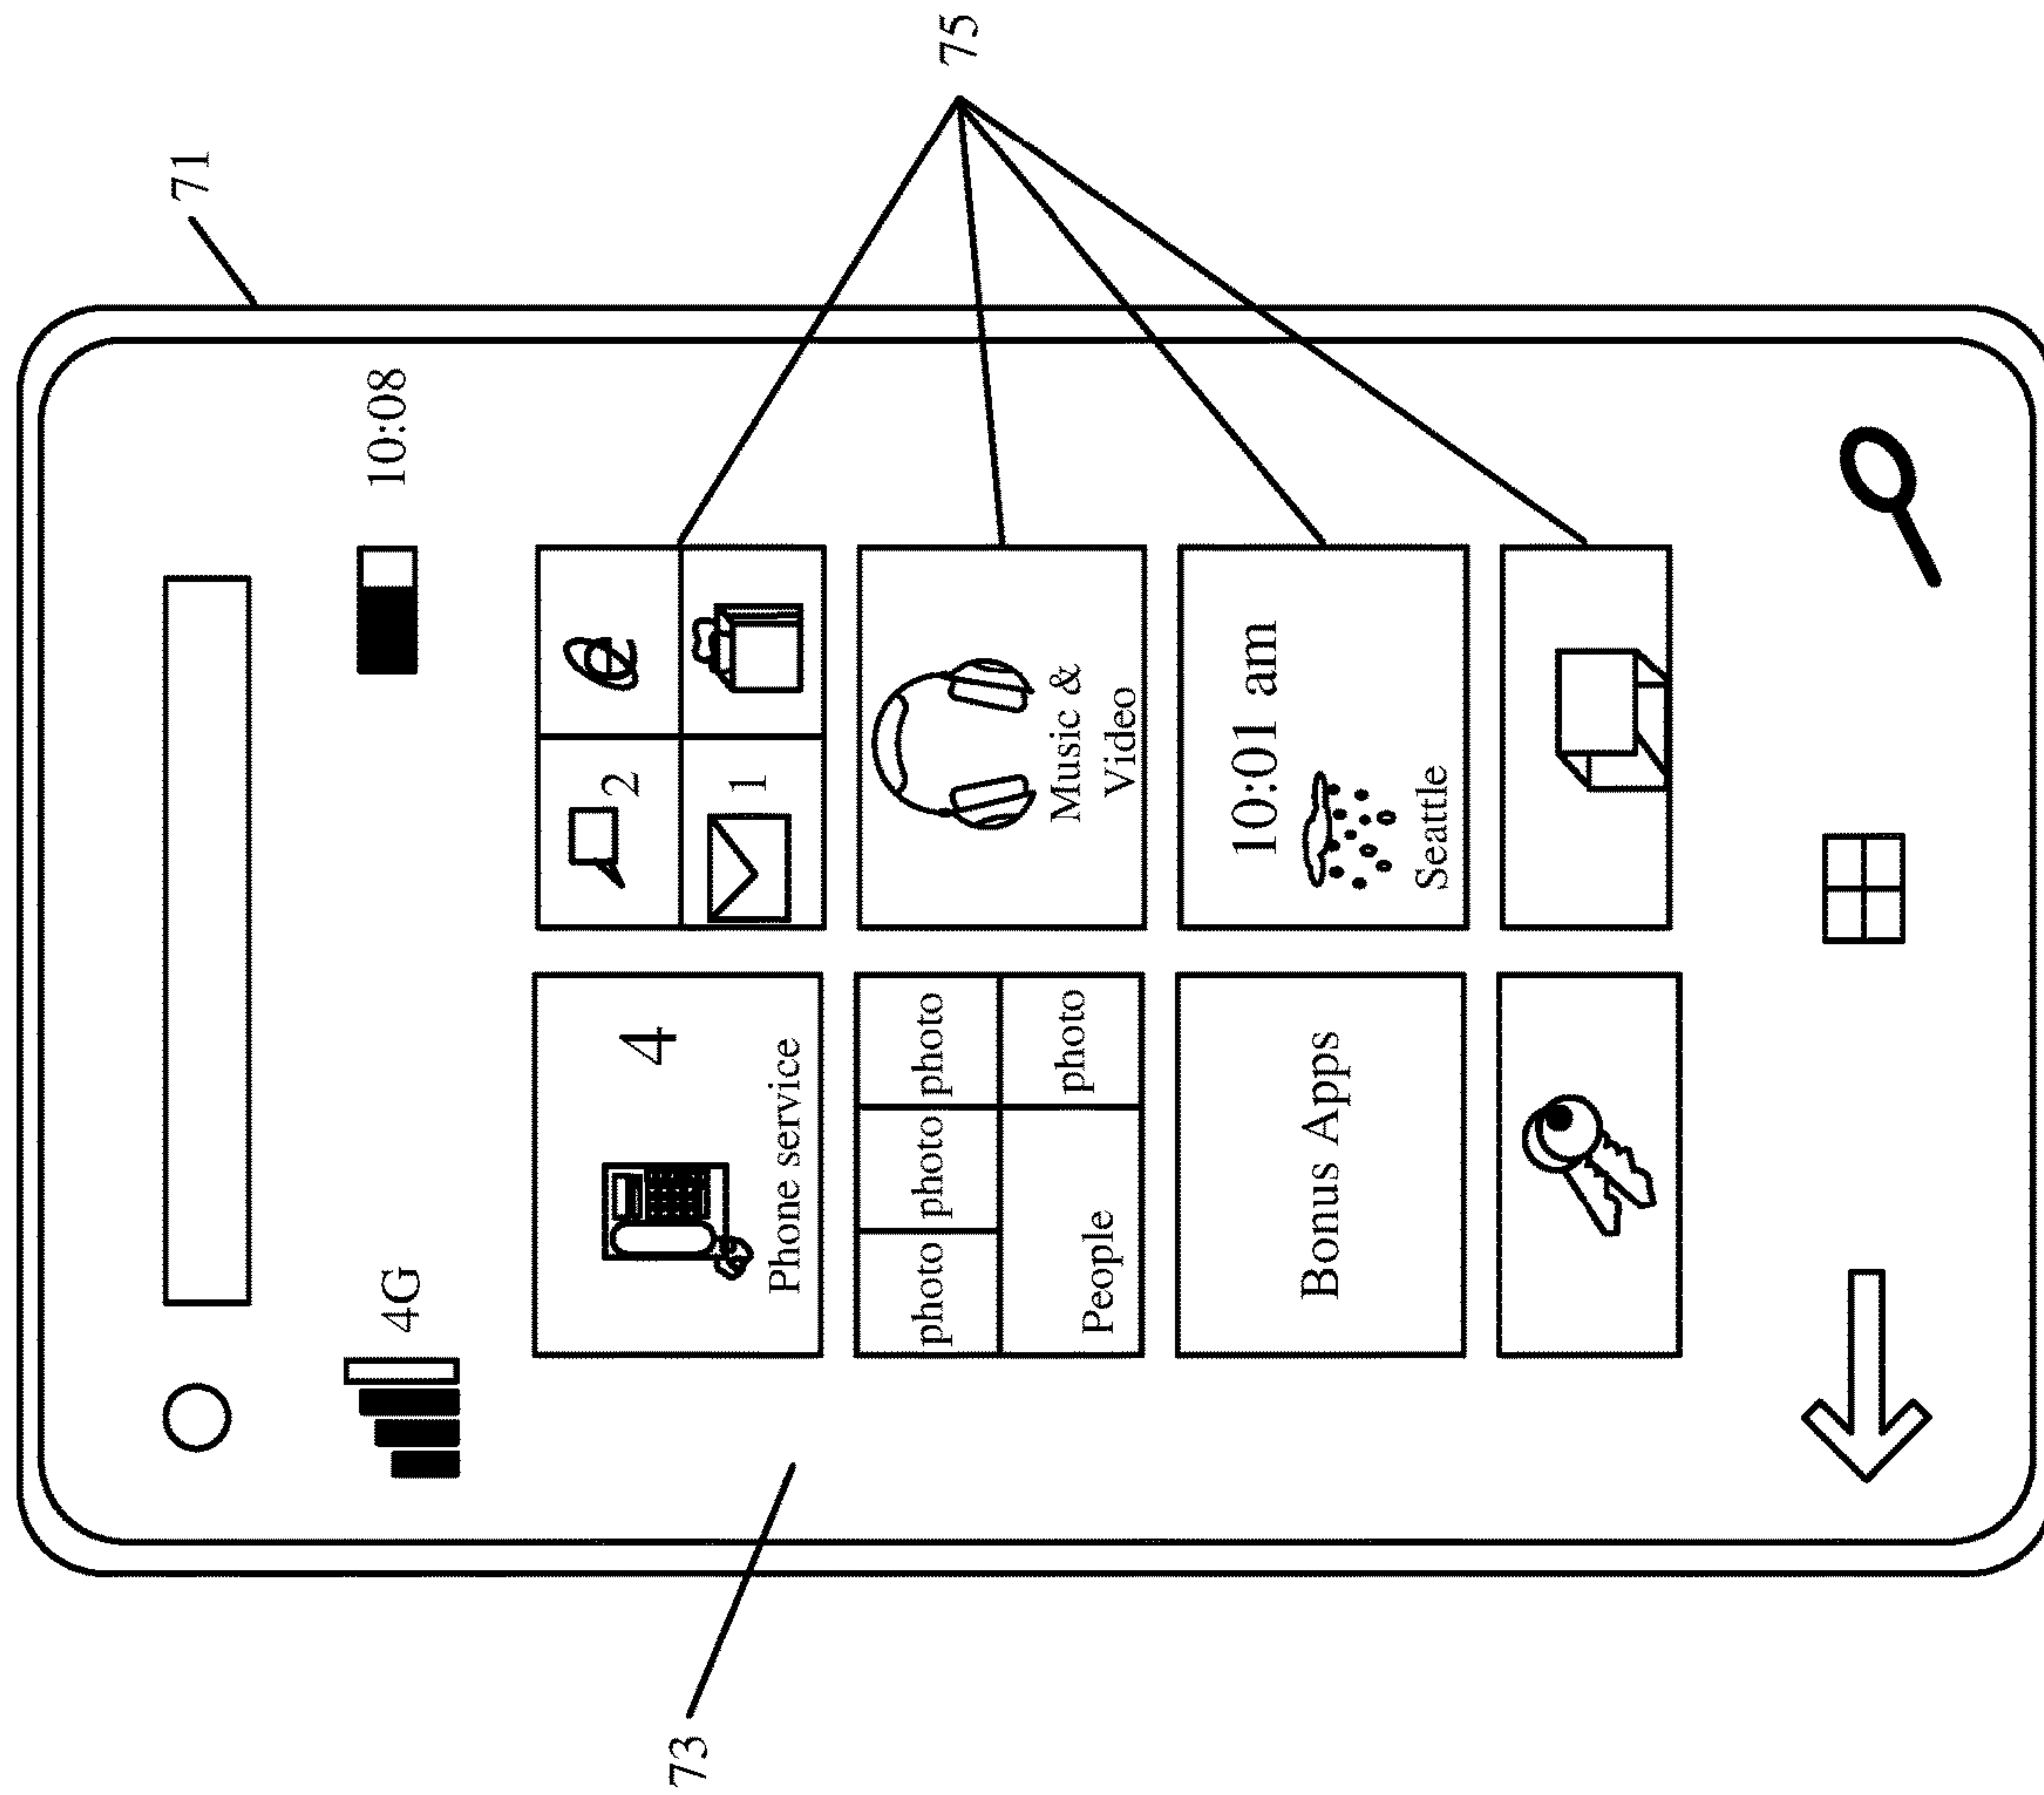 71
4G
10:08
75
4
Phone service
2
1
photo
photo
photo
photo
People
Music &
Video
Bonus Apps
10:01 am
Seattle
73